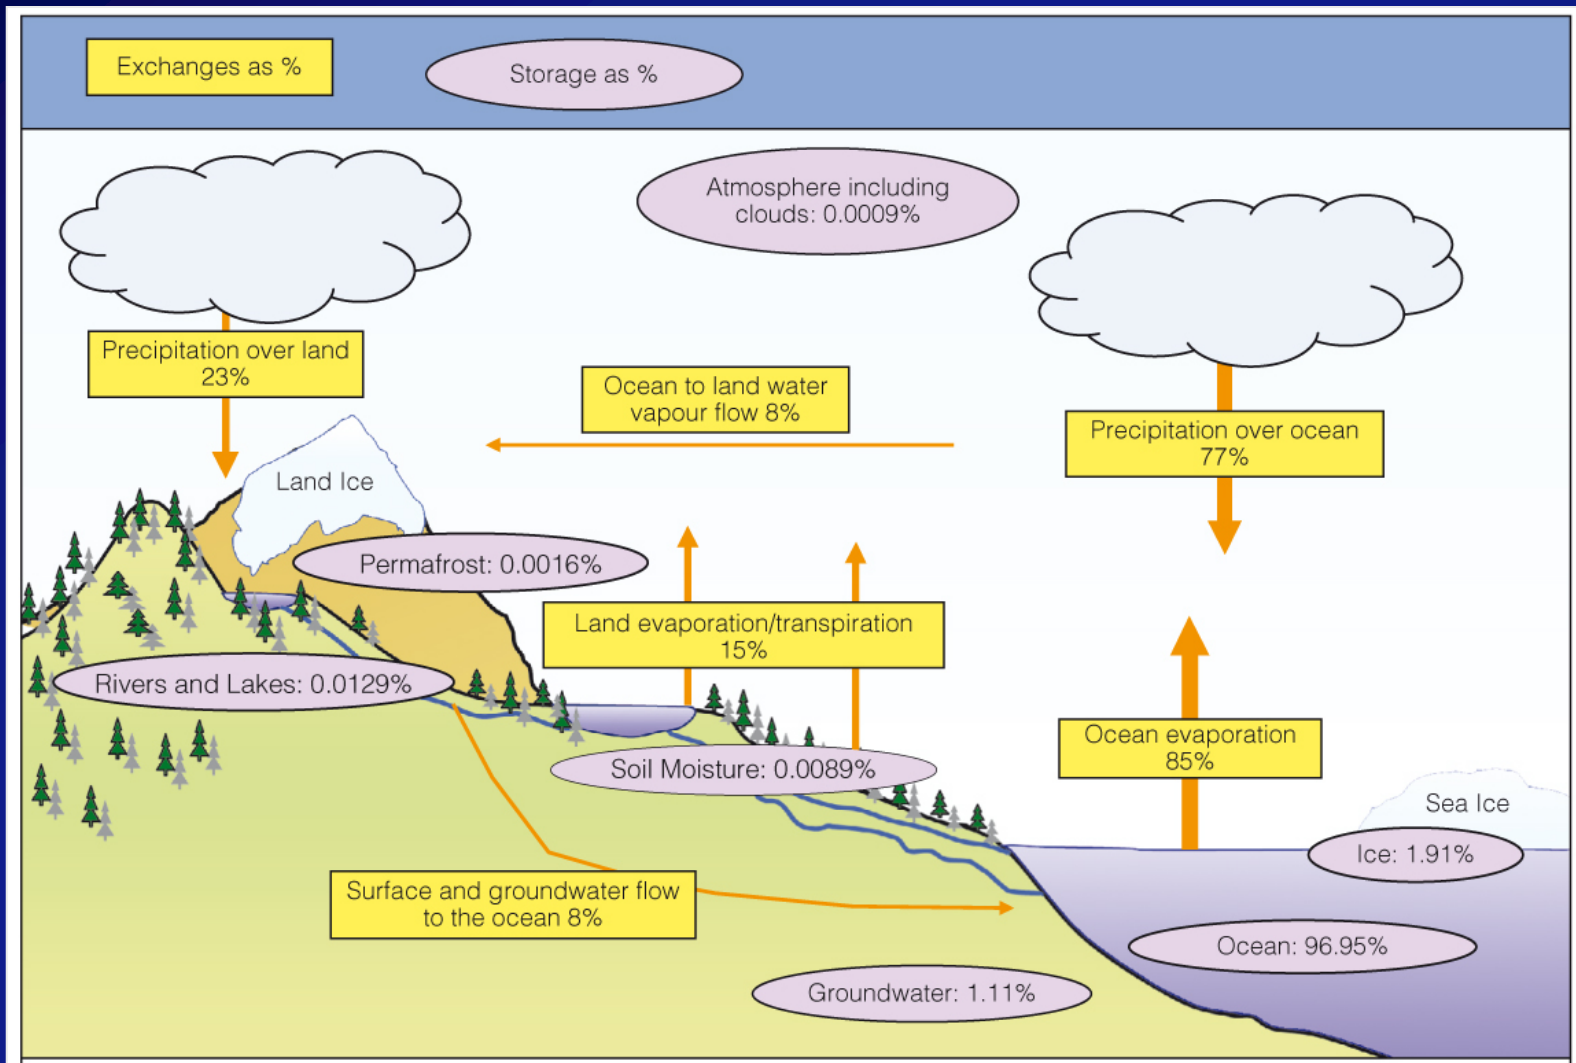 Exchanges as %
Storage as %
Atmosphere including
clouds: 0.0009%
Precipitation over land
23%
Ocean to land water
vapour flow 8%
Precipitation over ocean
77%
Land Ice
Permafrost: 0.0016%
Land evaporation/transpiration
15%
Rivers and Lakes: 0.0129%
Ocean evaporation
85%
Soil Moisture: 0.0089%
Sea Ice
Ice: 1.91%
Surface and groundwater flow
to the ocean 8%
Ocean: 96.95%
Groundwater: 1.11%